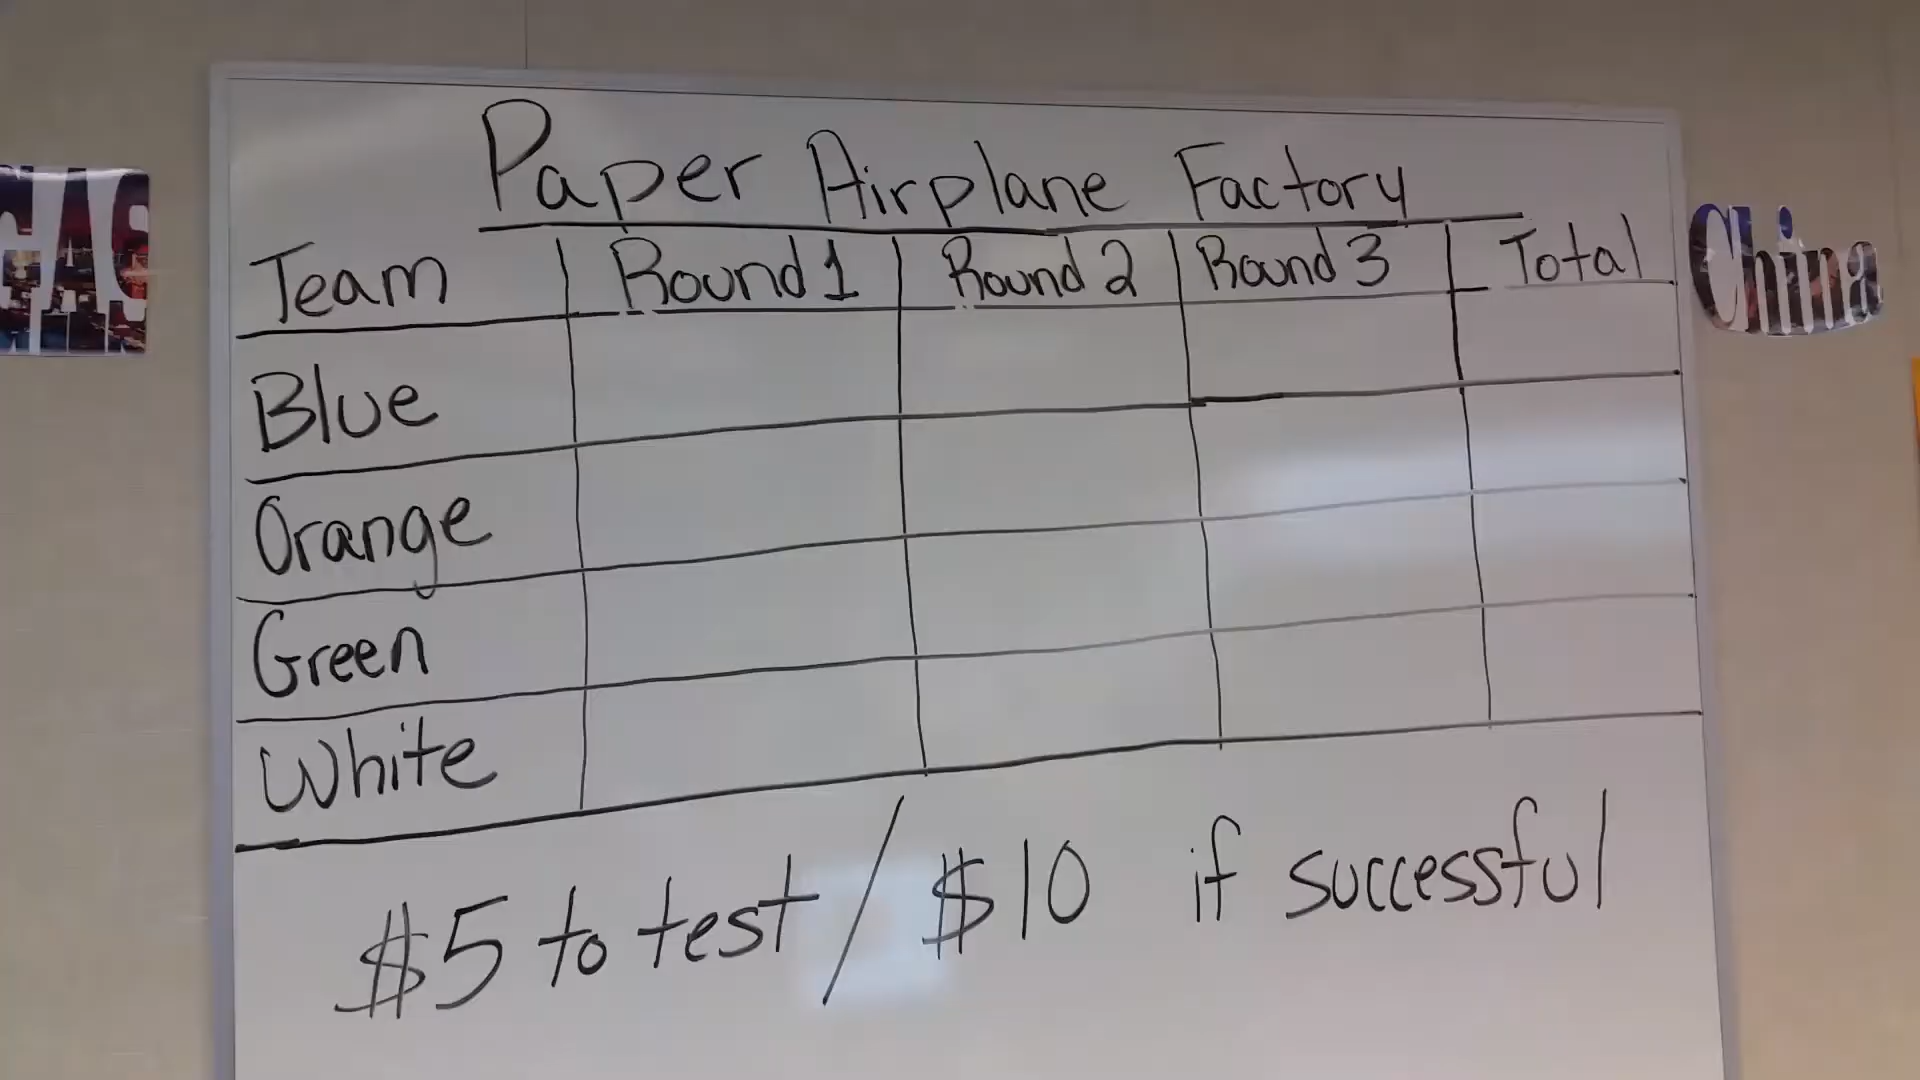 Paper Airplane Factory
Team Round 1 Round 2 Round 3 Total
Blue
Orange
Green
White
$5 to test / $10 if successful
China